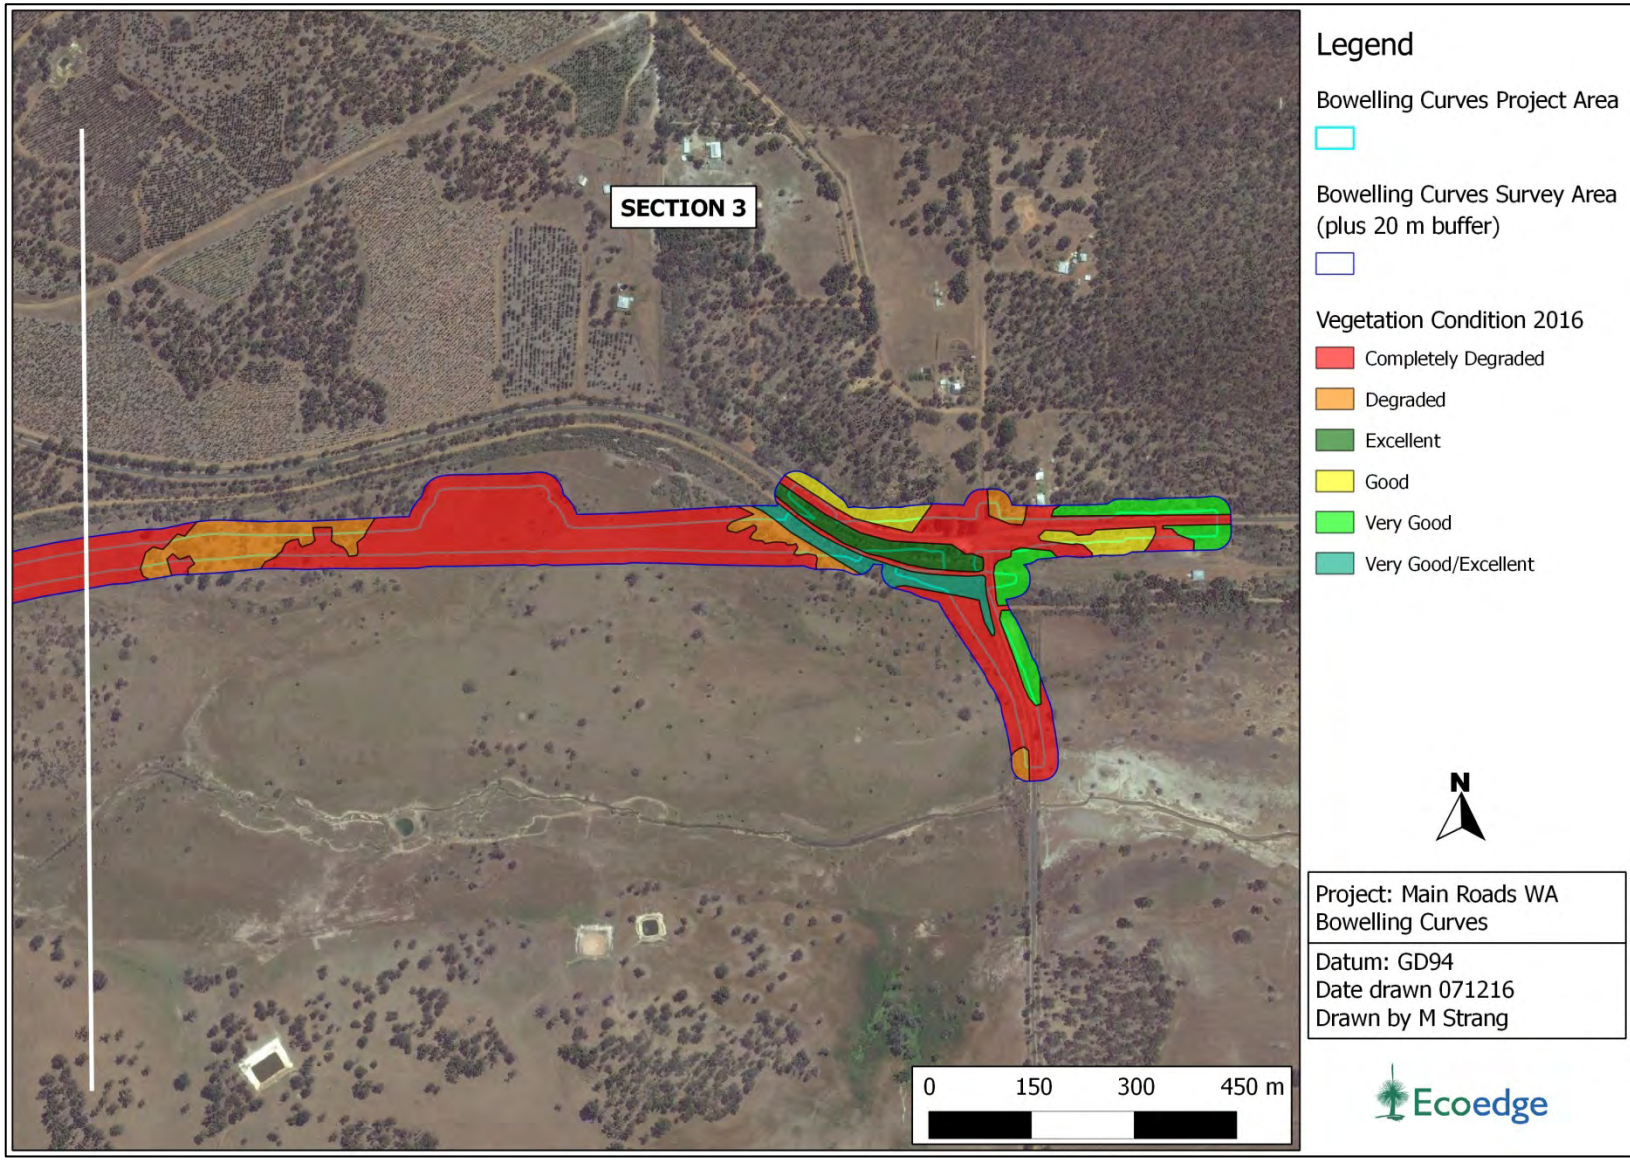 SECTION 3
Legend
Bowelling Curves Project Area
Bowelling Curves Survey Area
(plus 20 m buffer)
Vegetation Condition 2016
Completely Degraded
Degraded
Excellent
Good
Very Good
Very Good/Excellent
N
Project: Main Roads WA
Bowelling Curves
Datum: GD94
Date drawn 071216
Drawn by M Strang
0 150 300 450 m
Ecoedge